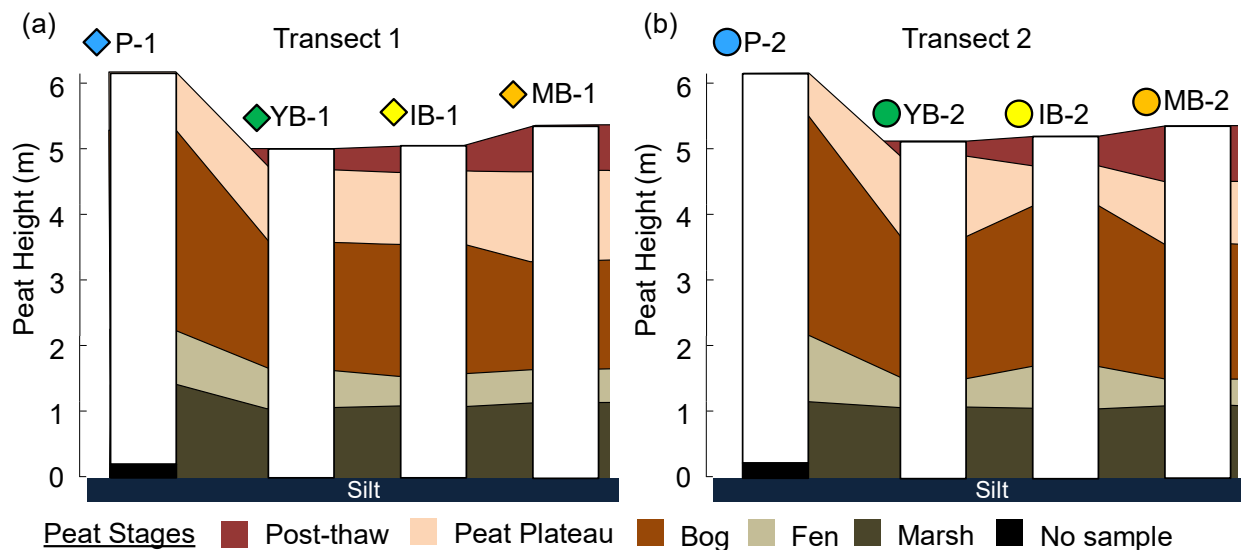 (a)
Transect 1
P-1
YB-1
IB-1
MB-1
Peat Height (m)
6
5
4
3
2
1
0
Silt
(b)
Transect 2
P-2
YB-2
IB-2
MB-2
Peat Height (m)
6
5
4
3
2
1
0
Silt
Peat Stages Post-thaw Peat Plateau Bog Fen Marsh No sample